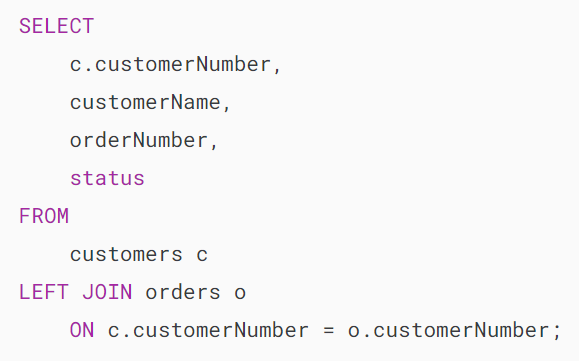 SELECT
    c.customerNumber,
    customerName,
    orderNumber,
    status
FROM
    customers c
LEFT JOIN orders o
    ON c.customerNumber = o.customerNumber;